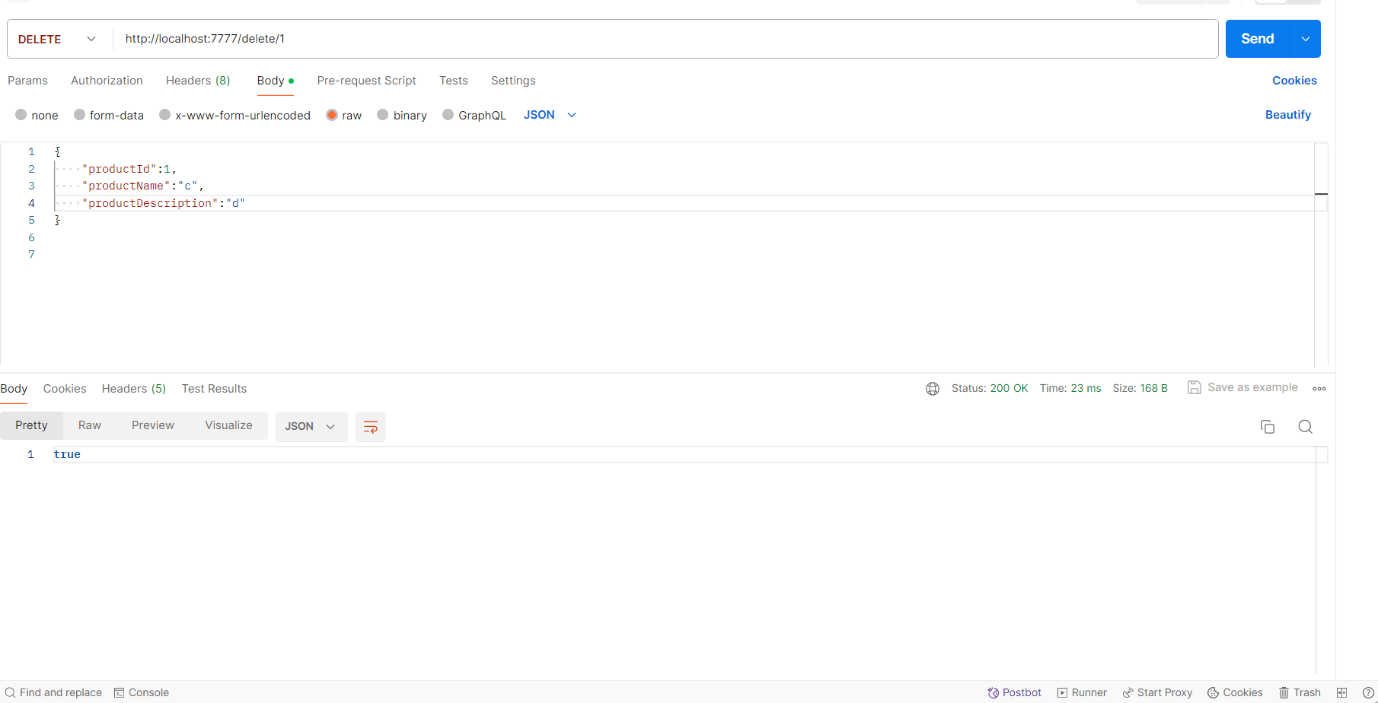 DELETE http://localhost:7777/delete/1 Send
Params Authorization Headers (8) Body Pre-request Script Tests Settings Cookies
none form-data x-www-form-urlencoded raw binary GraphQL JSON Beautify
1 {
2 ····"productId":1,
3 ····"productName":"c",
4 ····"productDescription":"d"
5 }
6
7
Body Cookies Headers (5) Test Results Status: 200 OK Time: 23 ms Size: 168 B Save as example
Pretty Raw Preview Visualize JSON
1 true
Find and replace Console Postbot Runner Start Proxy Cookies Trash